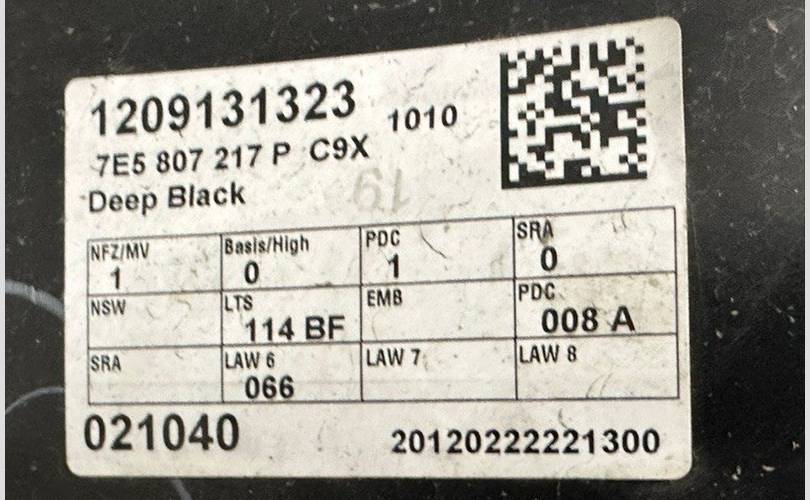 1209131323 1010
7E5 807 217 P C9X
Deep Black
19
NFZ/MV Basis/High PDC SRA
1 0 1 0
NSW LTS EMB PDC
114 BF 008 A
SRA LAW 6 LAW 7 LAW 8
066
021040 20120222221300